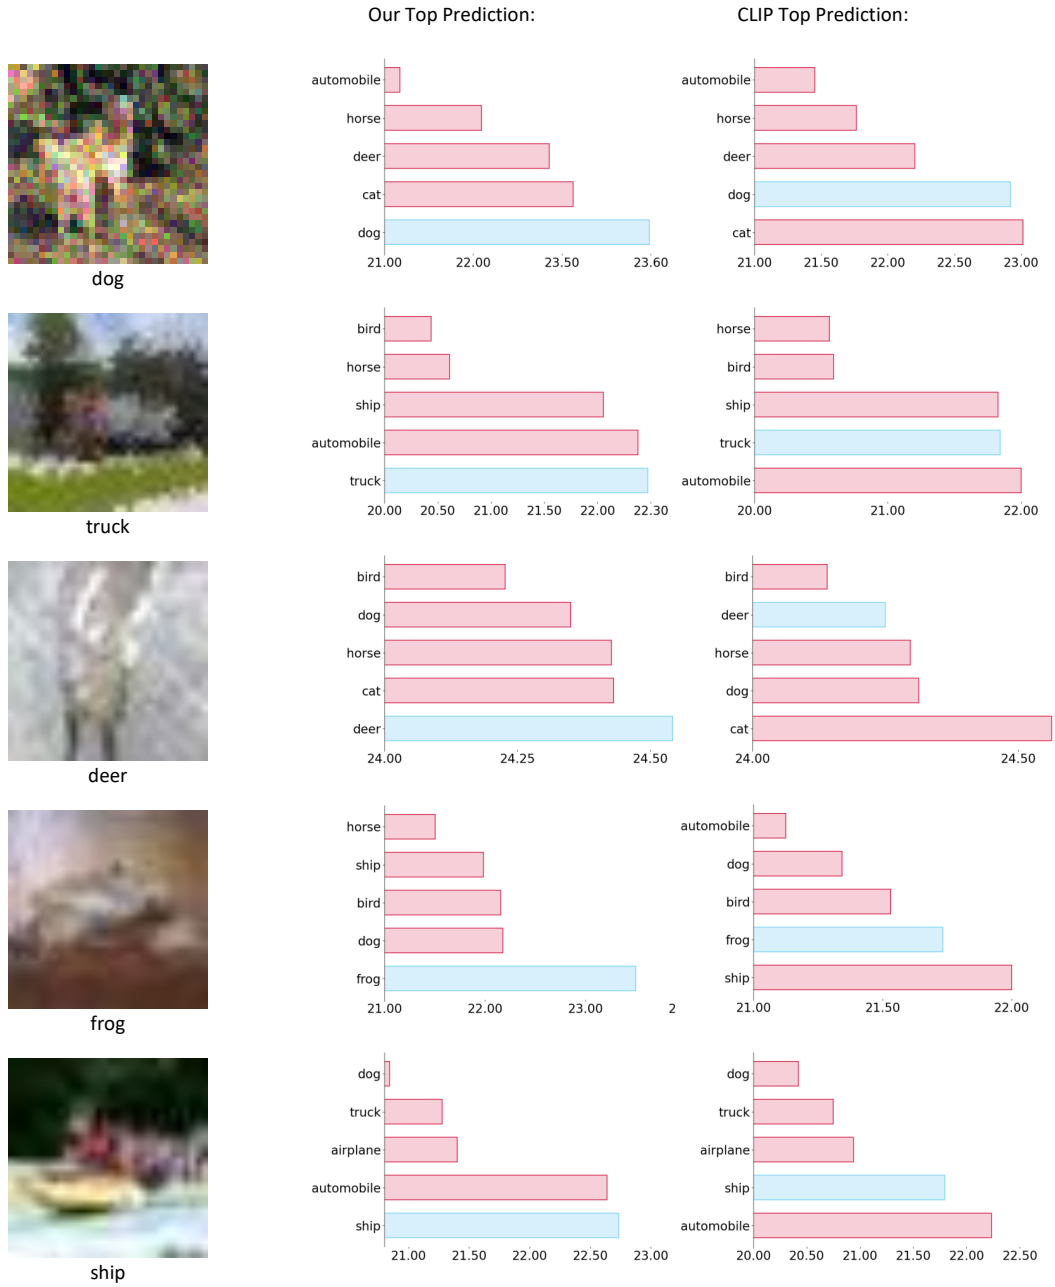 Our Top Prediction:
CLIP Top Prediction:
automobile
horse
deer
cat
dog
21.00 22.00 23.50 23.60
automobile
horse
deer
dog
cat
21.00 21.50 22.00 22.50 23.00
dog
bird
horse
ship
automobile
truck
20.00 20.50 21.00 21.50 22.00 22.30
horse
bird
ship
truck
automobile
20.00 21.00 22.00
truck
bird
dog
horse
cat
deer
24.00 24.25 24.50
bird
deer
horse
dog
cat
24.00 24.50
deer
horse
ship
bird
dog
frog
21.00 22.00 23.00 2
automobile
dog
bird
frog
ship
21.00 21.50 22.00
frog
dog
truck
airplane
automobile
ship
21.00 21.50 22.00 22.50 23.00
dog
truck
airplane
ship
automobile
20.00 20.50 21.00 21.50 22.00 22.50
ship